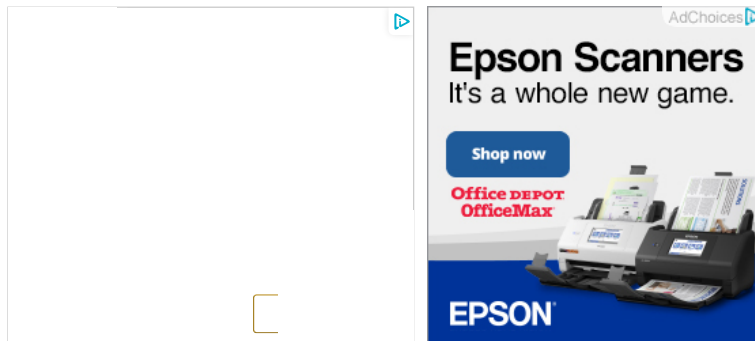 AdChoices
Epson Scanners
It's a whole new game.
Shop now
Office DEPOT
OfficeMax
EPSON